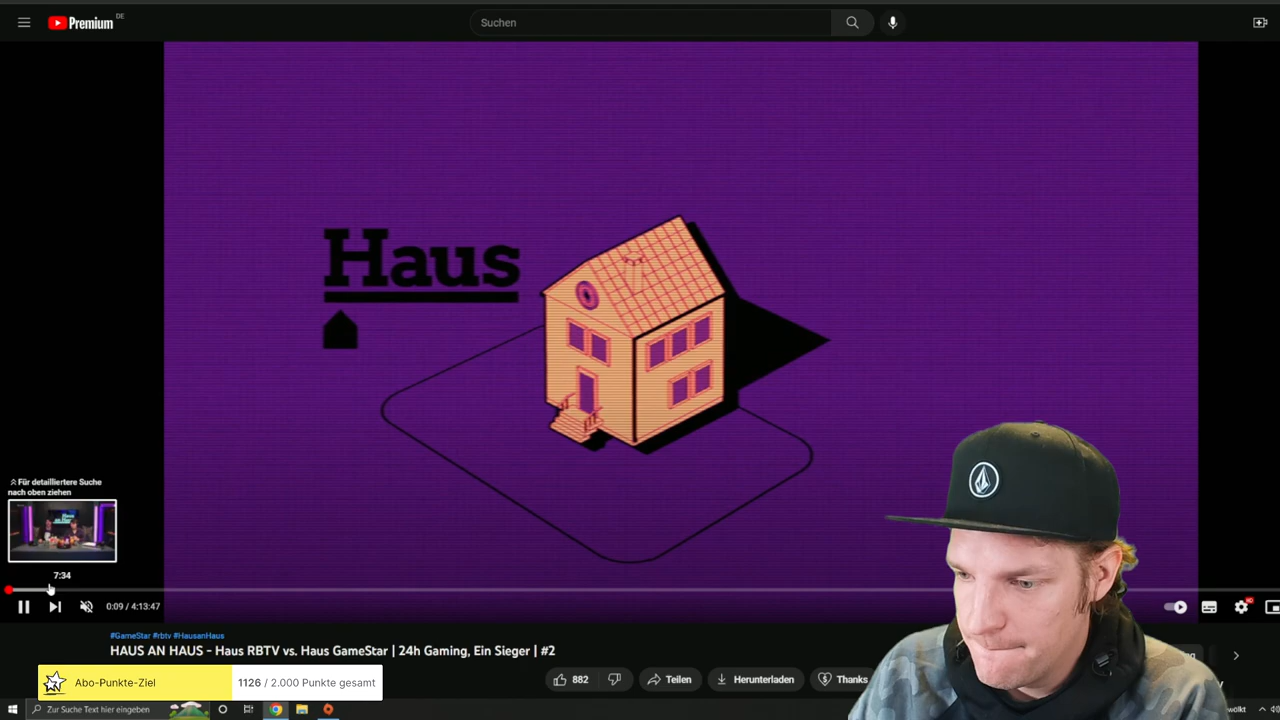 Premium DE
Suchen
Haus
Für detailliertere Suche
nach oben ziehen
7:34
0:09 / 4:13:47
#GameStar #rbtv #HausanHaus
HAUS AN HAUS - Haus RBTV vs. Haus GameStar | 24h Gaming, Ein Sieger | #2
882
Teilen
Herunterladen
Thanks
Abo-Punkte-Ziel
1126 / 2.000 Punkte gesamt
Zur Suche Text hier eingeben
wölkt